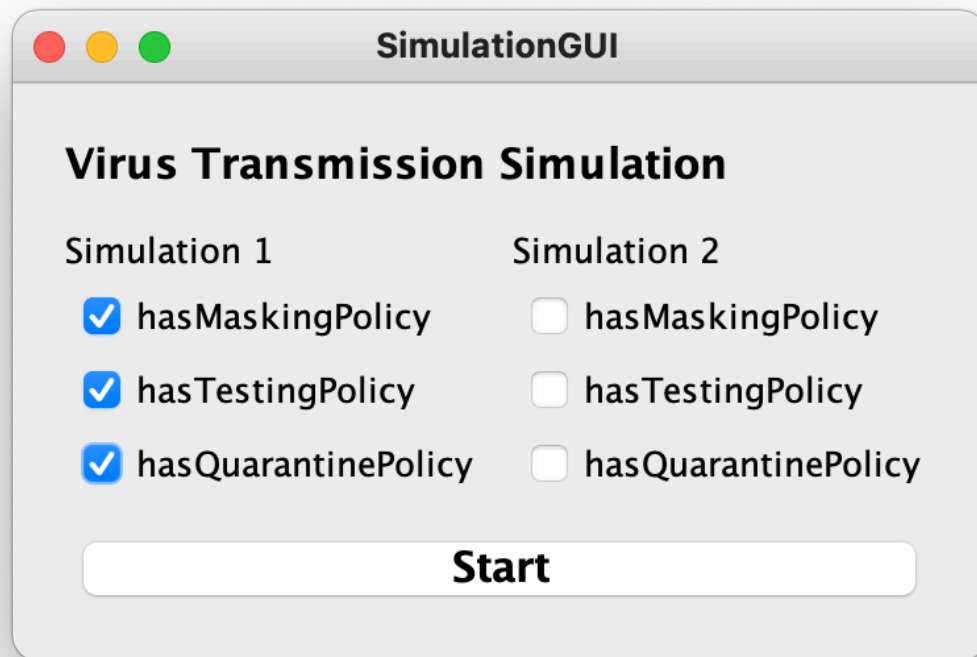 SimulationGUI
Virus Transmission Simulation
Simulation 1 Simulation 2
hasMaskingPolicy hasMaskingPolicy
hasTestingPolicy hasTestingPolicy
hasQuarantinePolicy hasQuarantinePolicy
Start